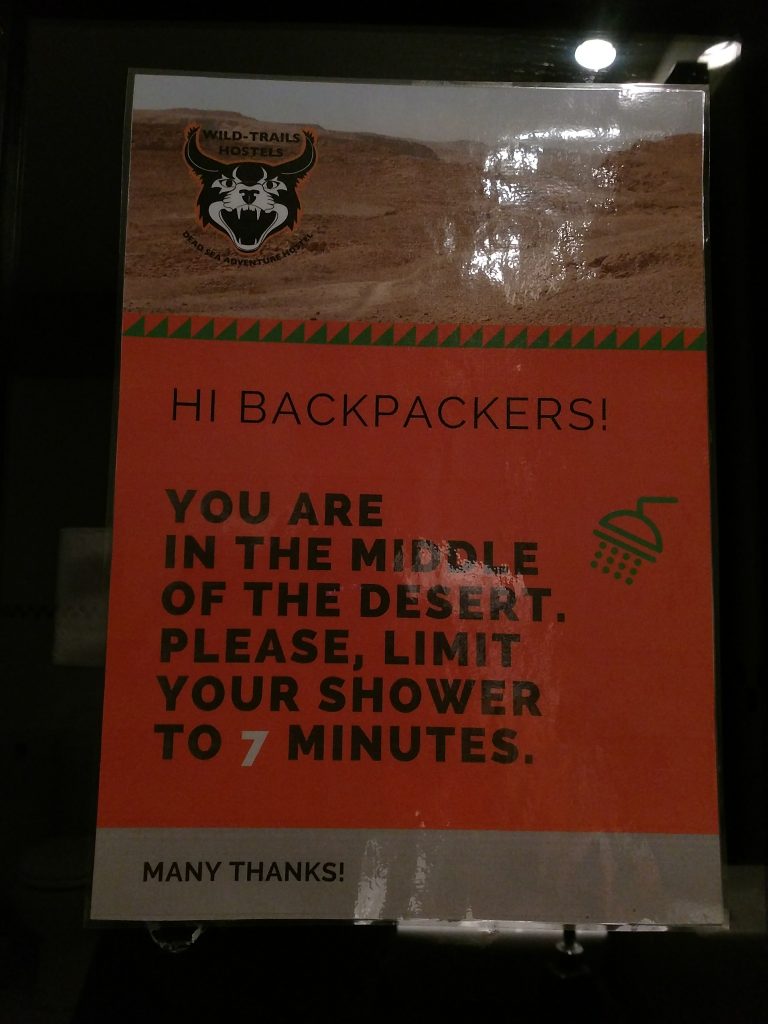 WILD-TRAILS
HOSTELS
DEAD SEA ADVENTURE HOSTEL
HI BACKPACKERS!
YOU ARE
IN THE MIDDLE
OF THE DESERT.
PLEASE, LIMIT
YOUR SHOWER
TO 7 MINUTES.
MANY THANKS!